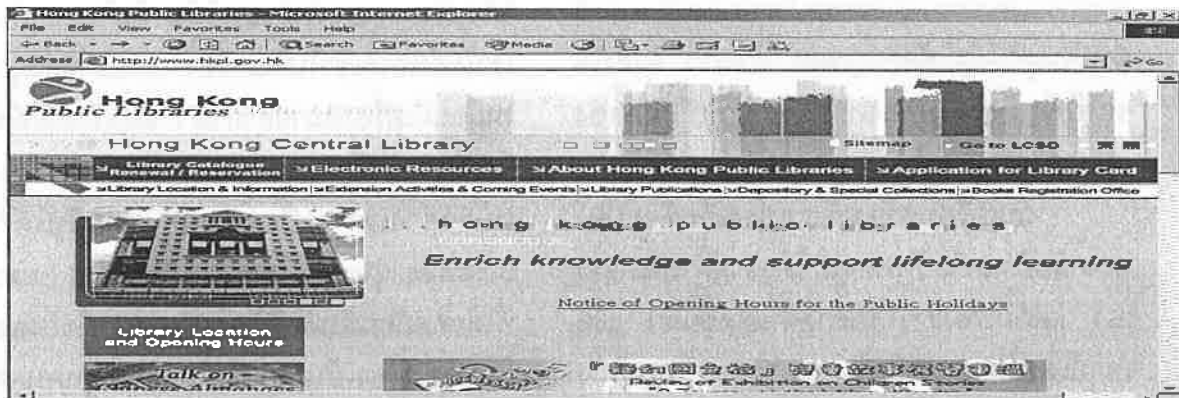 Hong Kong Public Libraries - Microsoft Internet Explorer
File Edit View Favorites Tools Help
Back Search Favorites Media
Address http://www.hkpl.gov.hk Go
Hong Kong
Public Libraries
Hong Kong Central Library Sitemap Go to LCSD
Library Catalogue
Renewal / Reservation Electronic Resources About Hong Kong Public Libraries Application for Library Card
Library Location & Information Extension Activities & Coming Events Library Publications Depository & Special Collections Books Registration Office
hong kong public libraries
Enrich knowledge and support lifelong learning
Notice of Opening Hours for the Public Holidays
Library Location
and Opening Hours
Talk on
Review of Exhibition on Children Stories